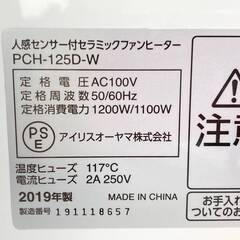 人感センサー付セラミックファンヒーター
PCH-125D-W
定格電圧 AC100V
定格周波数 50/60Hz
定格消費電力 1200W/1100W
PSE
アイリスオーヤマ株式会社
温度ヒューズ 117℃
電流ヒューズ 2A 250V
2019年製 MADE IN CHINA
製造番号 191118657
注意
お手入れ
ついてのお